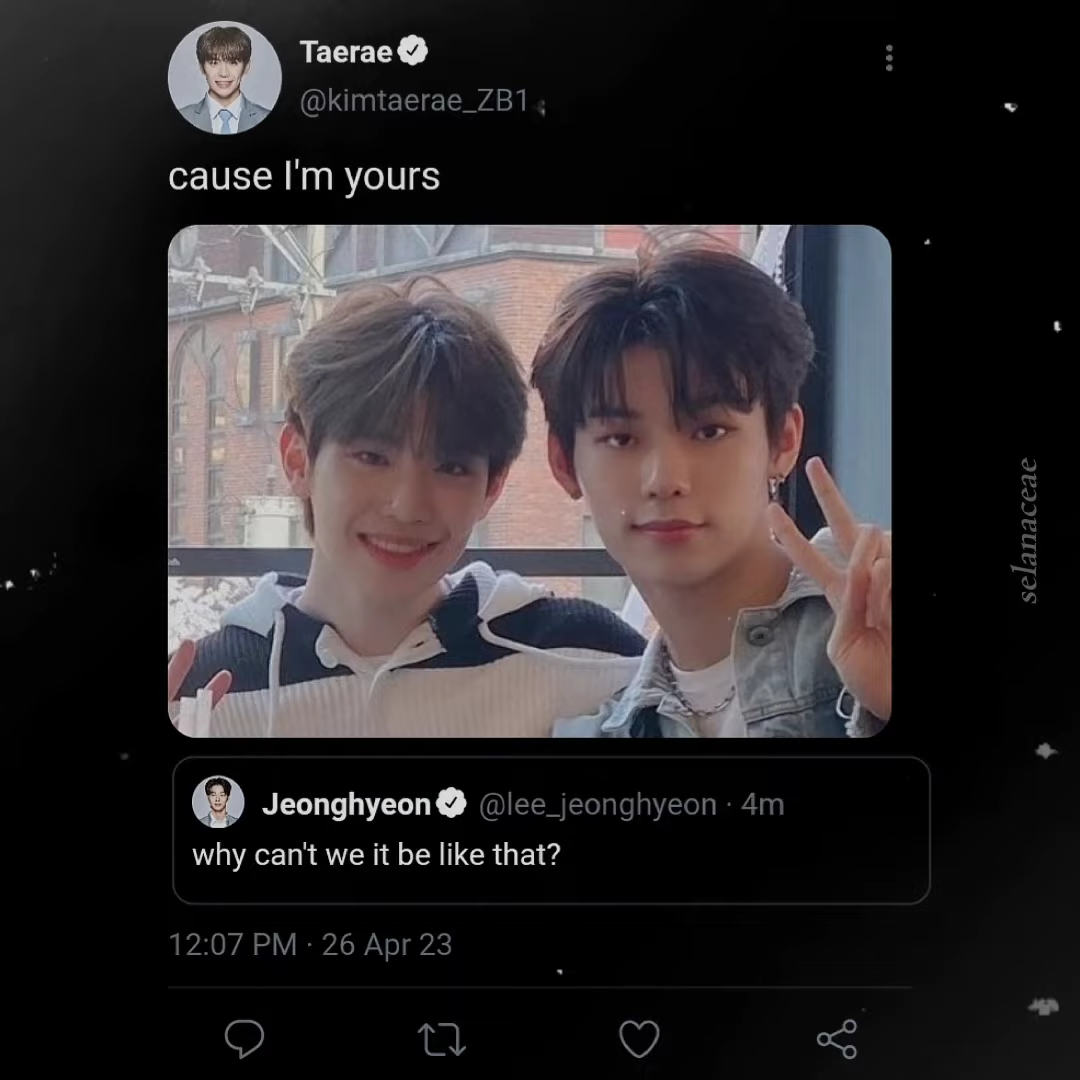 Taerae
@kimtaerae_ZB1
cause I'm yours
Jeonghyeon @lee_jeonghyeon · 4m
why can't we it be like that?
12:07 PM · 26 Apr 23
selanaceae